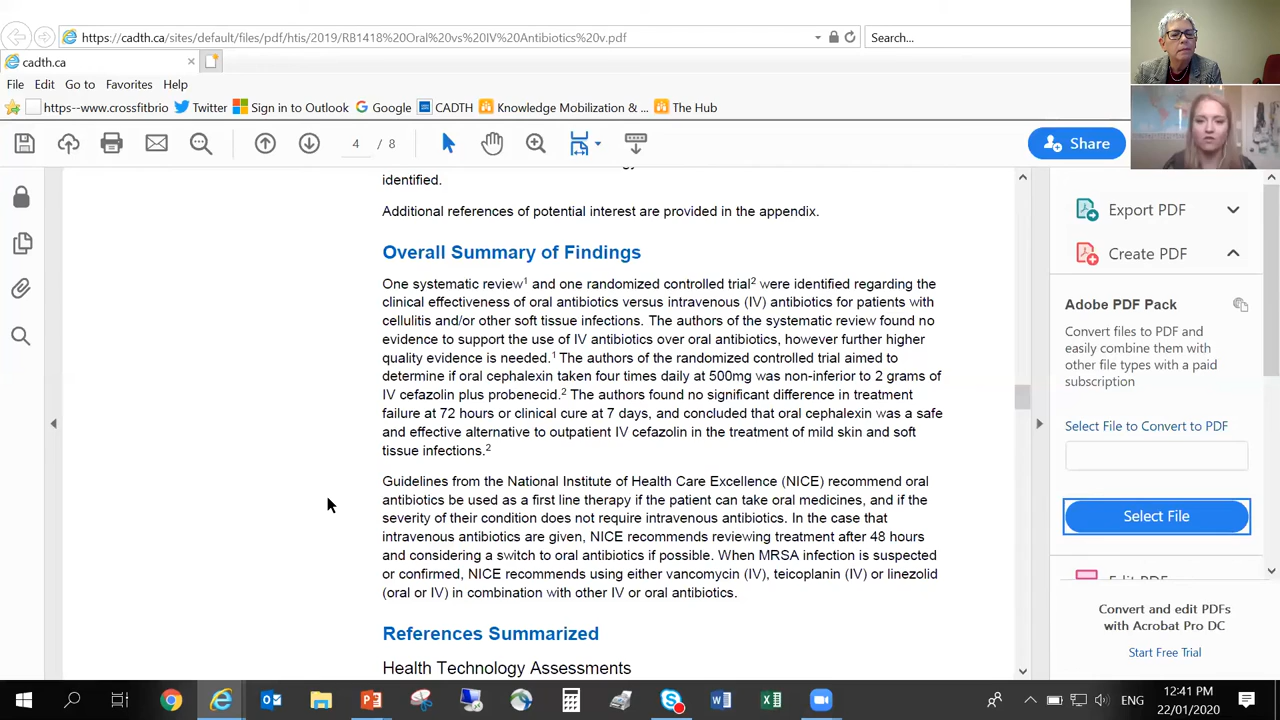 https://cadth.ca/sites/default/files/pdf/htis/2019/RB1418%20Oral%20vs%20IV%20Antibiotics%20v.pdf
Search...
cadth.ca
File Edit Go to Favorites Help
https--www.crossfitbrio Twitter Sign in to Outlook Google CADTH Knowledge Mobilization & ... The Hub
4 / 8
Share
identified.
Additional references of potential interest are provided in the appendix.
Overall Summary of Findings
One systematic review1 and one randomized controlled trial2 were identified regarding the
clinical effectiveness of oral antibiotics versus intravenous (IV) antibiotics for patients with
cellulitis and/or other soft tissue infections. The authors of the systematic review found no
evidence to support the use of IV antibiotics over oral antibiotics, however further higher
quality evidence is needed.1 The authors of the randomized controlled trial aimed to
determine if oral cephalexin taken four times daily at 500mg was non-inferior to 2 grams of
IV cefazolin plus probenecid.2 The authors found no significant difference in treatment
failure at 72 hours or clinical cure at 7 days, and concluded that oral cephalexin was a safe
and effective alternative to outpatient IV cefazolin in the treatment of mild skin and soft
tissue infections.2
Guidelines from the National Institute of Health Care Excellence (NICE) recommend oral
antibiotics be used as a first line therapy if the patient can take oral medicines, and if the
severity of their condition does not require intravenous antibiotics. In the case that
intravenous antibiotics are given, NICE recommends reviewing treatment after 48 hours
and considering a switch to oral antibiotics if possible. When MRSA infection is suspected
or confirmed, NICE recommends using either vancomycin (IV), teicoplanin (IV) or linezolid
(oral or IV) in combination with other IV or oral antibiotics.
References Summarized
Health Technology Assessments
Export PDF
Create PDF
Adobe PDF Pack
Convert files to PDF and
easily combine them with
other file types with a paid
subscription
Select File to Convert to PDF
Select File
Edit PDF
Convert and edit PDFs
with Acrobat Pro DC
Start Free Trial
ENG
12:41 PM
22/01/2020